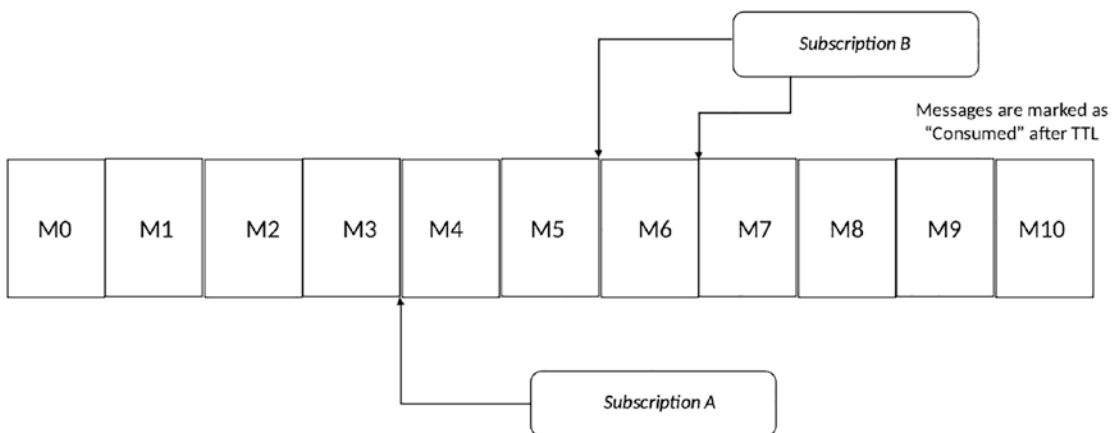 Subscription B
Messages are marked as
“Consumed” after TTL
M0 M1 M2 M3 M4 M5 M6 M7 M8 M9 M10
Subscription A